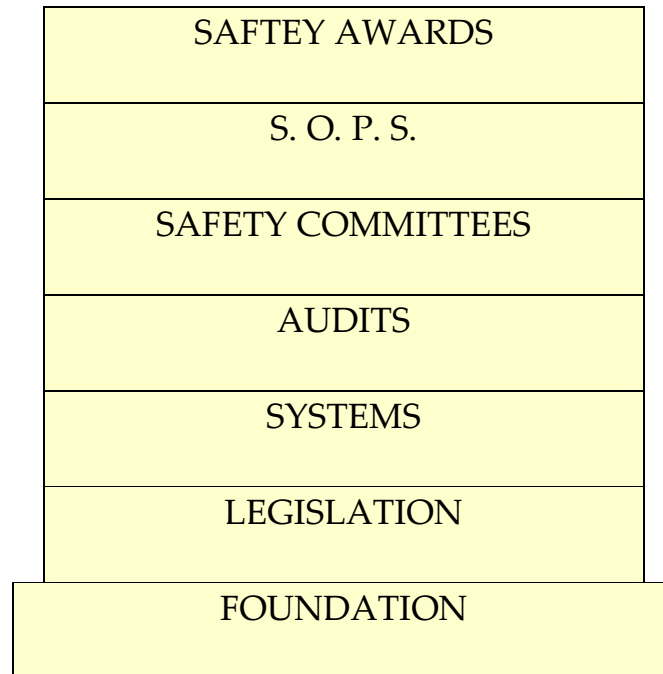 SAFTEY AWARDS
S. O. P. S.
SAFETY COMMITTEES
AUDITS
SYSTEMS
LEGISLATION
FOUNDATION